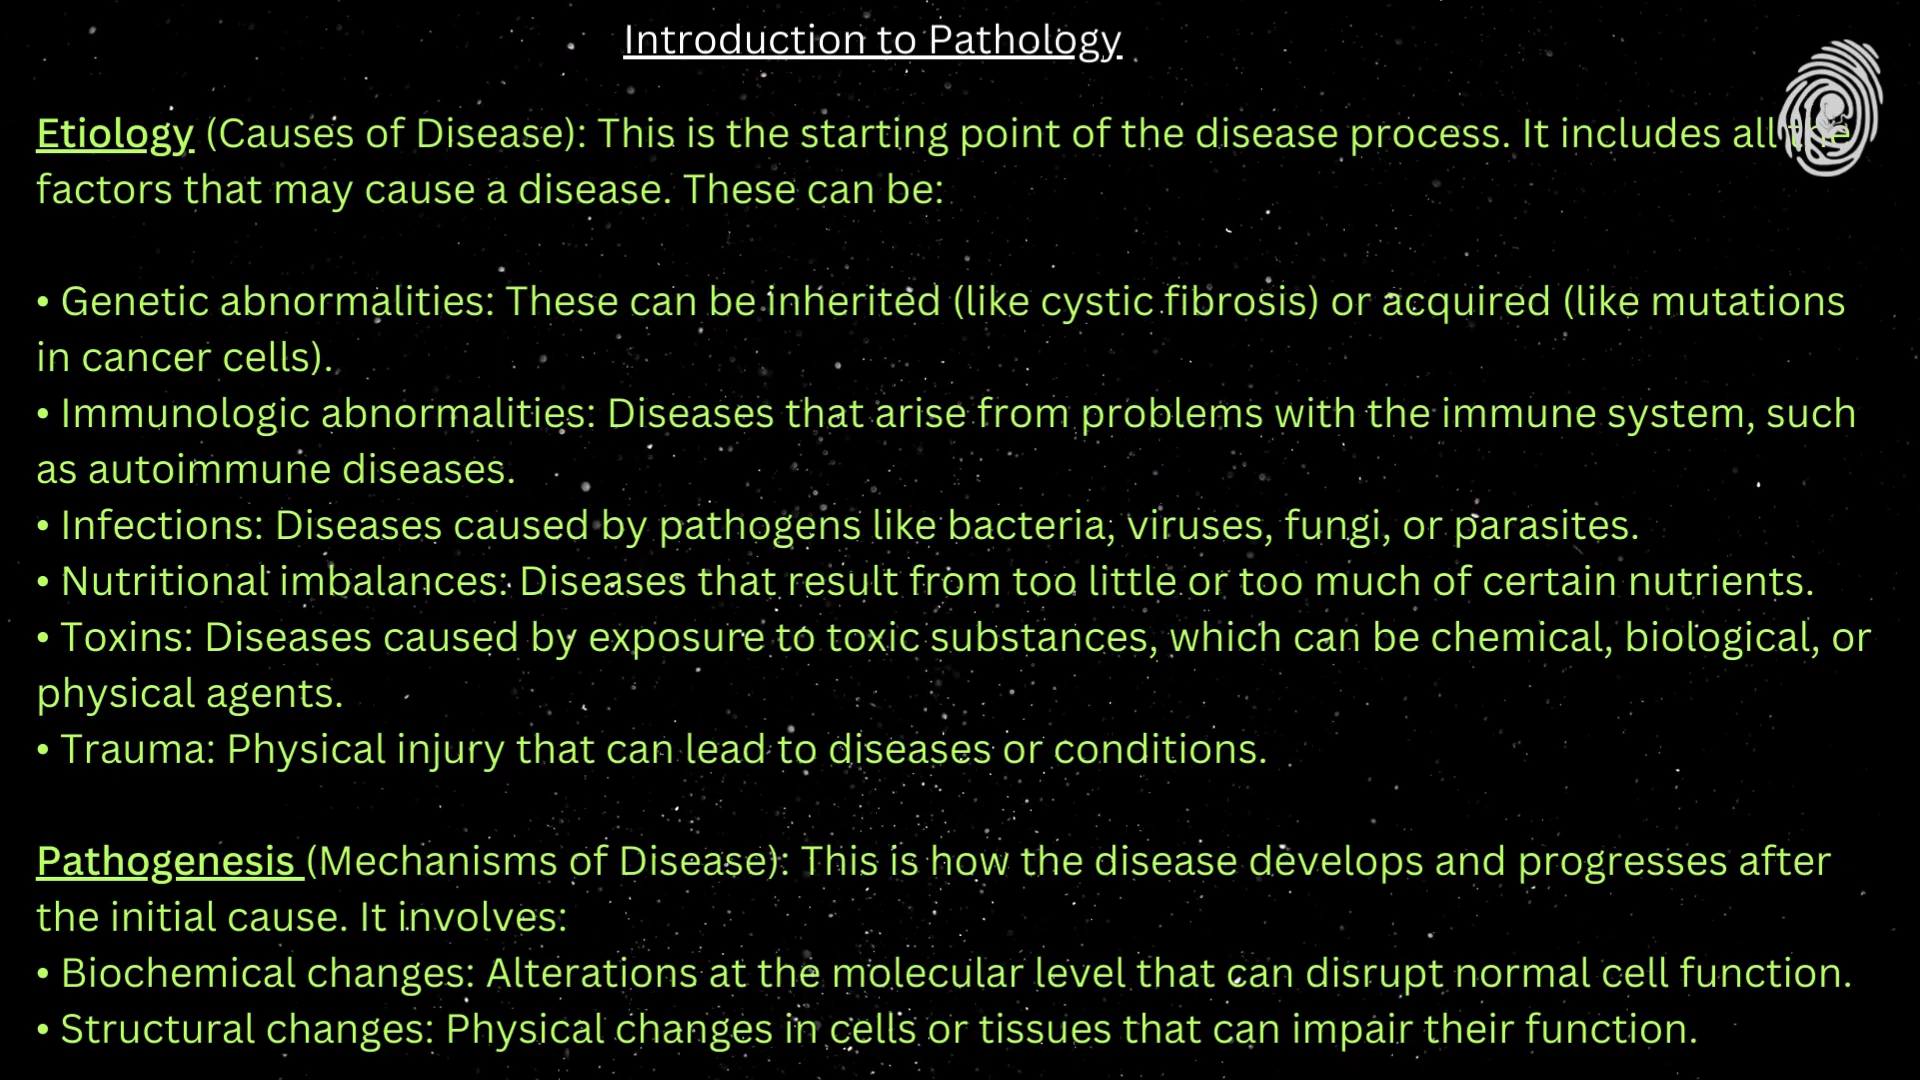 Introduction to Pathology
Etiology (Causes of Disease): This is the starting point of the disease process. It includes all the
factors that may cause a disease. These can be:
• Genetic abnormalities: These can be inherited (like cystic fibrosis) or acquired (like mutations
in cancer cells).
• Immunologic abnormalities: Diseases that arise from problems with the immune system, such
as autoimmune diseases.
• Infections: Diseases caused by pathogens like bacteria, viruses, fungi, or parasites.
• Nutritional imbalances: Diseases that result from too little or too much of certain nutrients.
• Toxins: Diseases caused by exposure to toxic substances, which can be chemical, biological, or
physical agents.
• Trauma: Physical injury that can lead to diseases or conditions.
Pathogenesis (Mechanisms of Disease): This is how the disease develops and progresses after
the initial cause. It involves:
• Biochemical changes: Alterations at the molecular level that can disrupt normal cell function.
• Structural changes: Physical changes in cells or tissues that can impair their function.